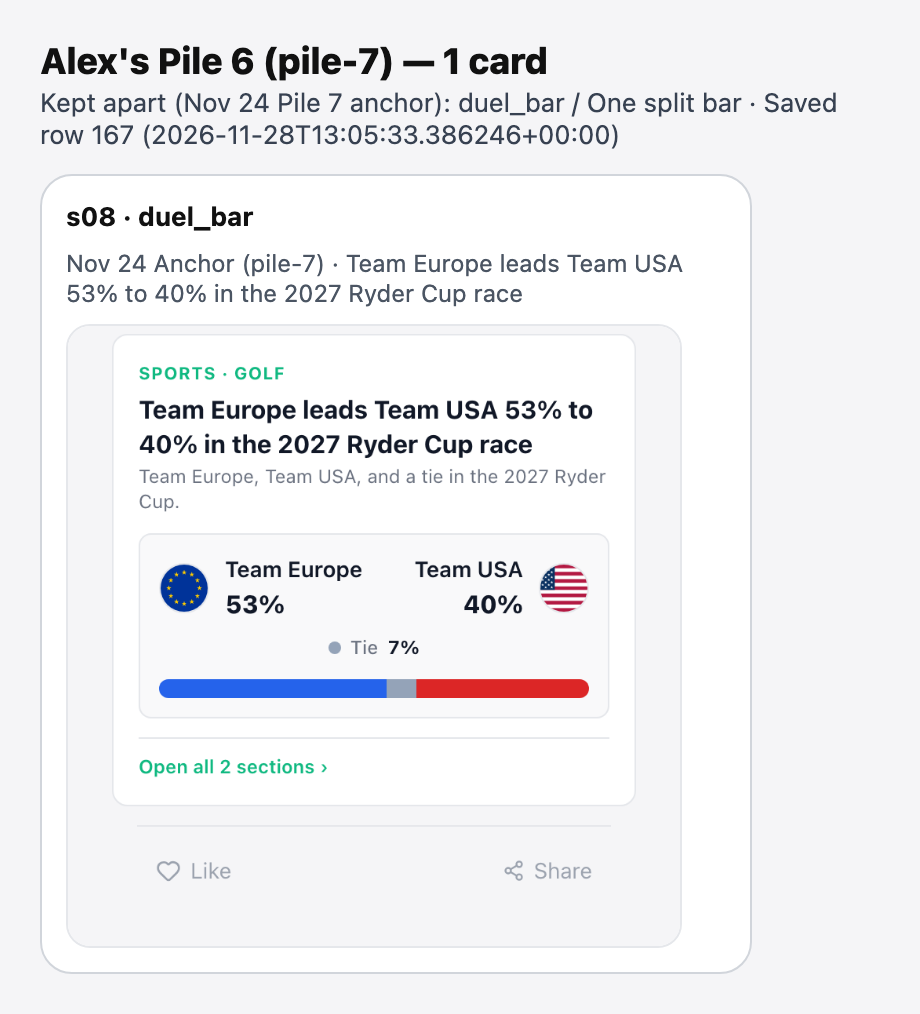 Alex's Pile 6 (pile-7) — 1 card
Kept apart (Nov 24 Pile 7 anchor): duel_bar / One split bar · Saved
row 167 (2026-11-28T13:05:33.386246+00:00)
s08 · duel_bar
Nov 24 Anchor (pile-7) · Team Europe leads Team USA
53% to 40% in the 2027 Ryder Cup race
SPORTS · GOLF
Team Europe leads Team USA 53% to
40% in the 2027 Ryder Cup race
Team Europe, Team USA, and a tie in the 2027 Ryder
Cup.
Team Europe
53%
Team USA
40%
Tie 7%
Open all 2 sections ›
Like
Share